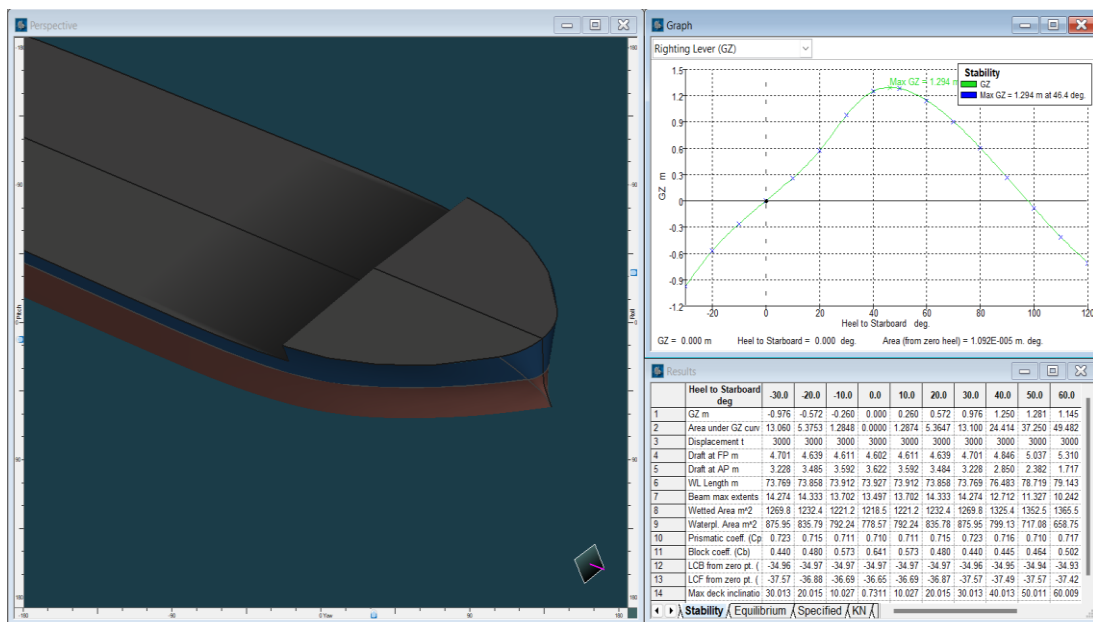 Perspective
Graph
Righting Lever (GZ)
Max GZ = 1.294 m
Stability
GZ
Max GZ = 1.294 m at 46.4 deg.
1.5
1.2
0.9
0.6
0.3
0
-0.3
-0.6
-0.9
-1.2
GZ m
-20 0 20 40 60 80 100 120
Heel to Starboard deg.
GZ = 0.000 m Heel to Starboard = 0.000 deg. Area (from zero heel) = 1.092E-005 m. deg.
Pitch
Roll
0 Yaw
Results
Heel to Starboard deg -30.0 -20.0 -10.0 0.0 10.0 20.0 30.0 40.0 50.0 60.0
1 GZ m -0.976 -0.572 -0.260 0.000 0.260 0.572 0.976 1.250 1.281 1.145
2 Area under GZ curv 13.060 5.3753 1.2848 0.0000 1.2874 5.3647 13.100 24.414 37.250 49.482
3 Displacement t 3000 3000 3000 3000 3000 3000 3000 3000 3000 3000
4 Draft at FP m 4.701 4.639 4.611 4.602 4.611 4.639 4.701 4.846 5.037 5.310
5 Draft at AP m 3.228 3.485 3.592 3.622 3.592 3.484 3.228 2.850 2.382 1.717
6 WL Length m 73.769 73.858 73.912 73.927 73.912 73.858 73.769 76.483 78.719 79.143
7 Beam max extents 14.274 14.333 13.702 13.497 13.702 14.333 14.274 12.712 11.327 10.242
8 Wetted Area m^2 1269.8 1232.4 1221.2 1218.5 1221.2 1232.4 1269.8 1325.4 1352.5 1365.5
9 Waterpl. Area m^2 875.95 835.79 792.24 778.57 792.24 835.78 875.95 799.13 717.08 658.75
10 Prismatic coeff. (Cp 0.723 0.715 0.711 0.710 0.711 0.715 0.723 0.716 0.710 0.717
11 Block coeff. (Cb) 0.440 0.480 0.573 0.641 0.573 0.480 0.440 0.445 0.464 0.502
12 LCB from zero pt. ( -34.96 -34.97 -34.97 -34.97 -34.97 -34.97 -34.96 -34.95 -34.94 -34.93
13 LCF from zero pt. ( -37.57 -36.88 -36.69 -36.65 -36.69 -36.87 -37.57 -37.49 -37.57 -37.42
14 Max deck inclinatio 30.013 20.015 10.027 0.7311 10.027 20.015 30.013 40.013 50.011 60.009
Stability Equilibrium Specified KN